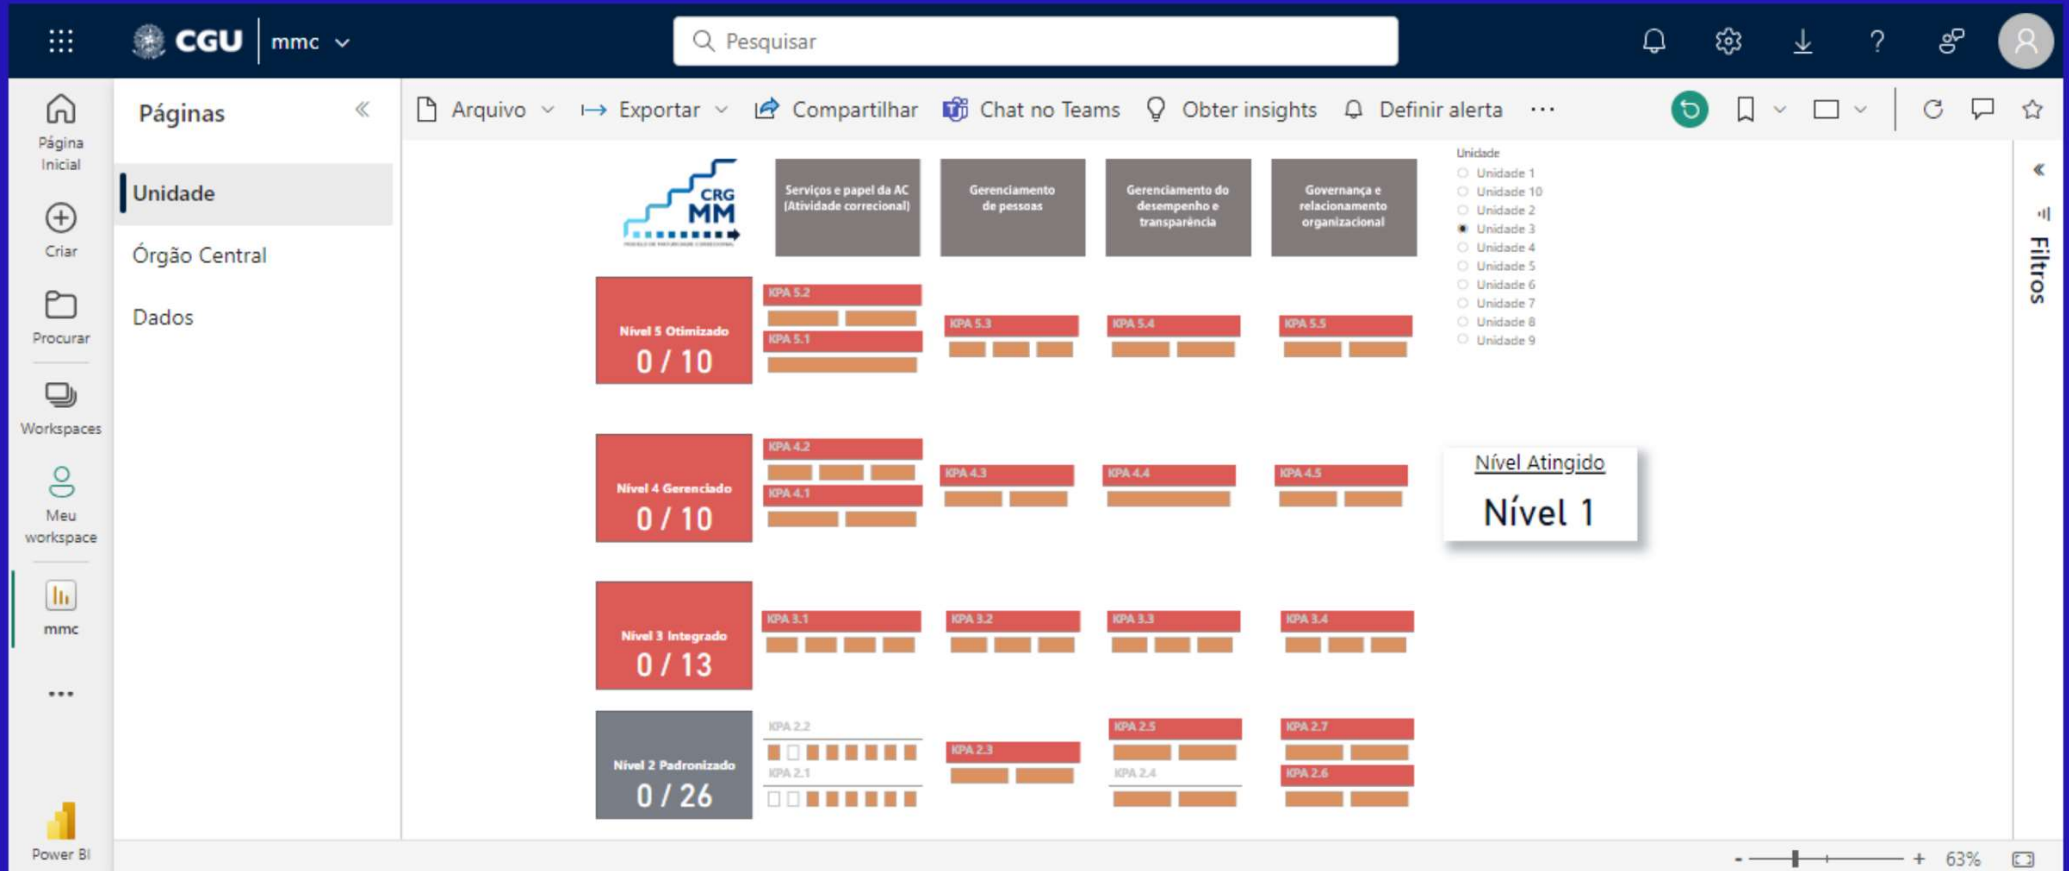 CGU
mmc
Pesquisar
Página
Inicial
Criar
Procurar
Workspaces
Meu
workspace
mmc
Power BI
Páginas
Unidade
Órgão Central
Dados
Arquivo
Exportar
Compartilhar
Chat no Teams
Obter insights
Definir alerta
CRG
MM
Serviços e papel da AC
(Atividade correcional)
Gerenciamento
de pessoas
Gerenciamento do
desempenho e
transparência
Governança e
relacionamento
organizacional
Unidade
Unidade 1
Unidade 10
Unidade 2
Unidade 3
Unidade 4
Unidade 5
Unidade 6
Unidade 7
Unidade 8
Unidade 9
Filtros
Nível 5 Otimizado
0 / 10
KPA 5.2
KPA 5.1
KPA 5.3
KPA 5.4
KPA 5.5
Nível 4 Gerenciado
0 / 10
KPA 4.2
KPA 4.1
KPA 4.3
KPA 4.4
KPA 4.5
Nível Atingido
Nível 1
Nível 3 Integrado
0 / 13
KPA 3.1
KPA 3.2
KPA 3.3
KPA 3.4
Nível 2 Padronizado
0 / 26
KPA 2.2
KPA 2.1
KPA 2.3
KPA 2.5
KPA 2.4
KPA 2.7
KPA 2.6
63%